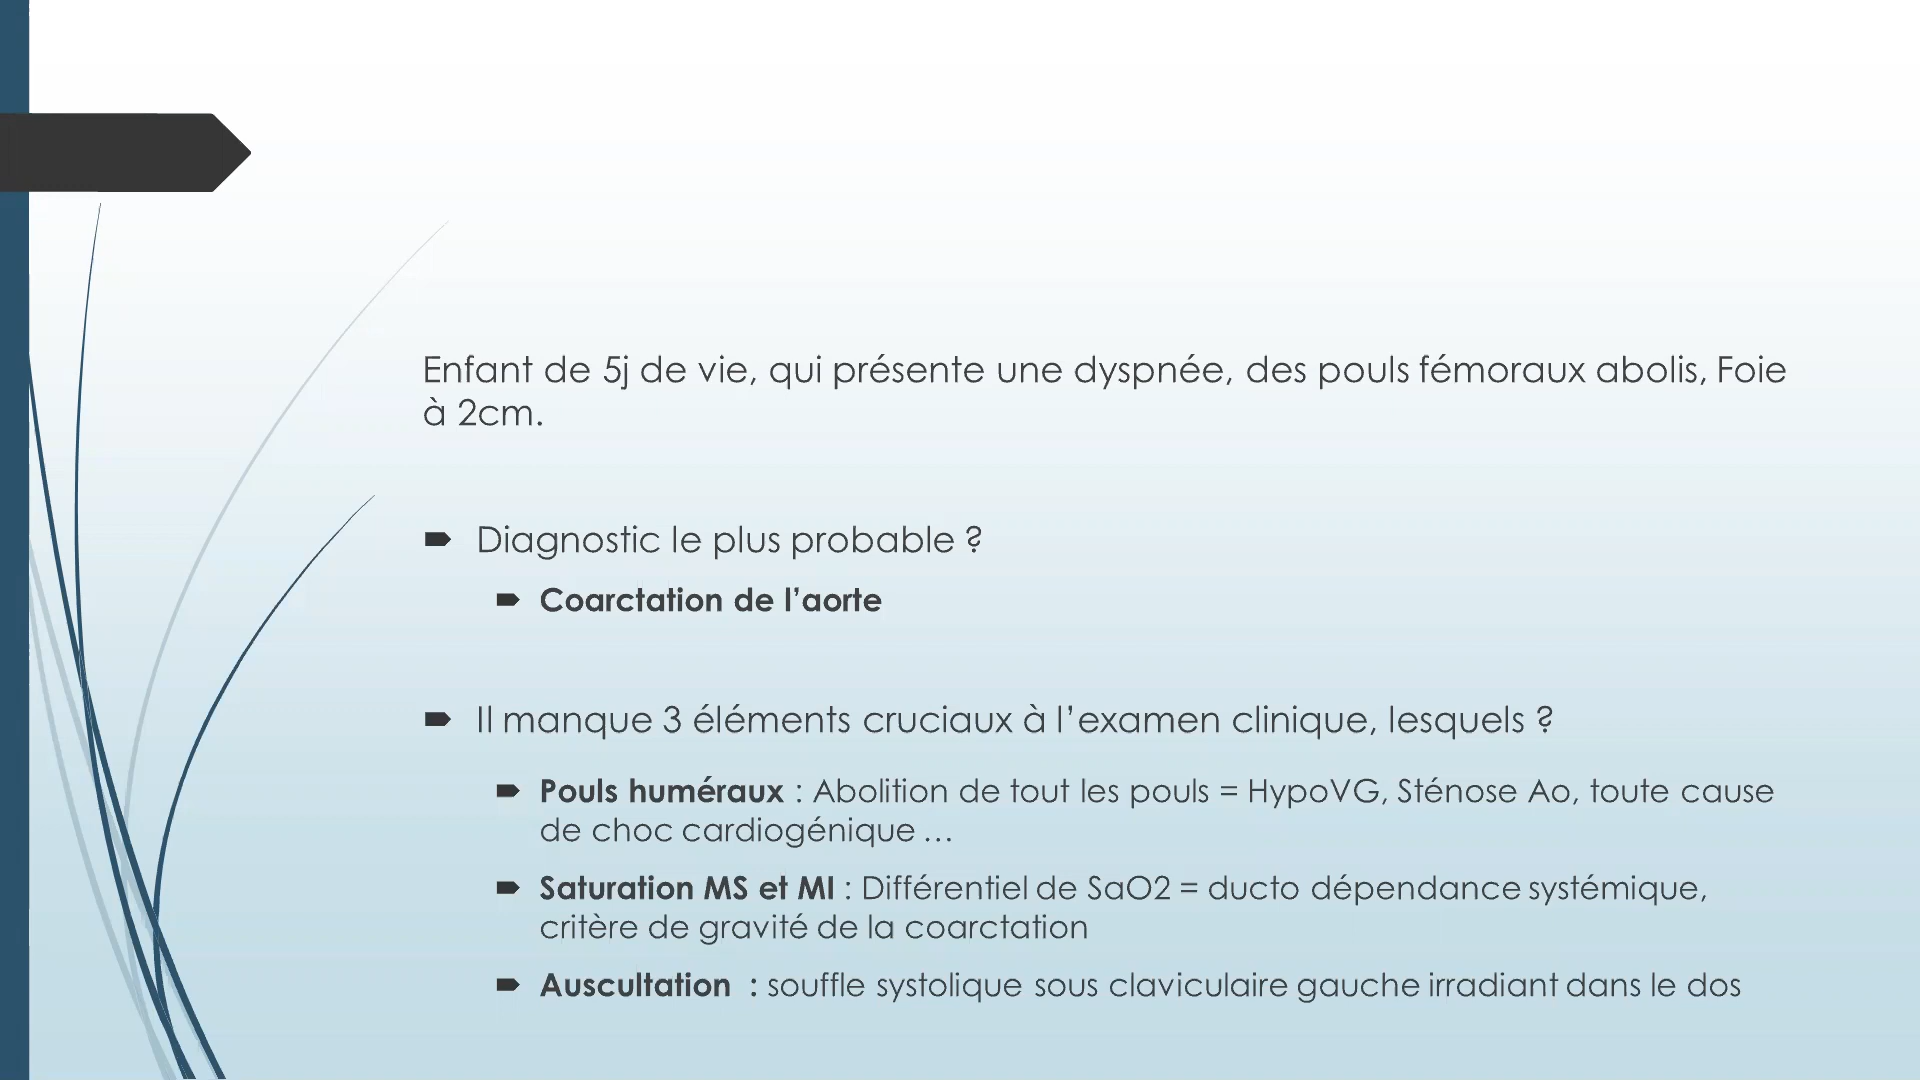 Enfant de 5j de vie, qui présente une dyspnée, des pouls fémoraux abolis, Foie
à 2cm.
Diagnostic le plus probable ?
Coarctation de l’aorte
Il manque 3 éléments cruciaux à l’examen clinique, lesquels ?
Pouls huméraux : Abolition de tout les pouls = HypoVG, Sténose Ao, toute cause
de choc cardiogénique …
Saturation MS et MI : Différentiel de SaO2 = ducto dépendance systémique,
critère de gravité de la coarctation
Auscultation : souffle systolique sous claviculaire gauche irradiant dans le dos